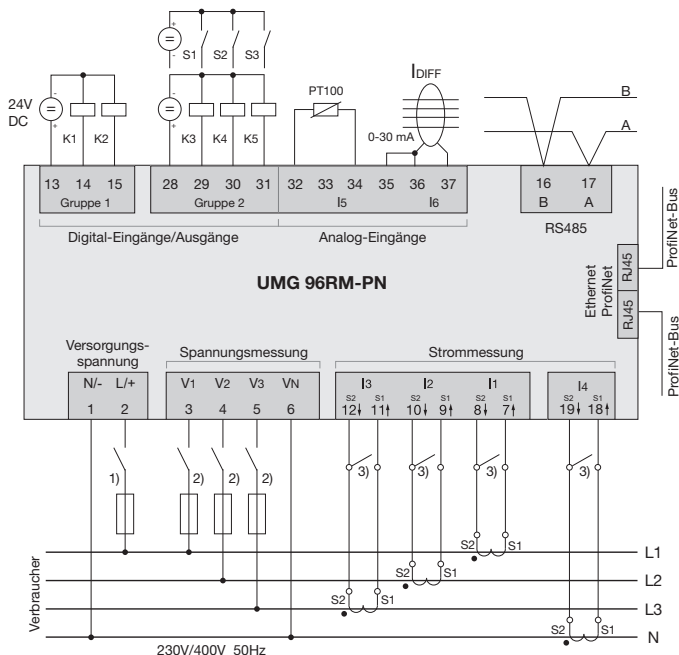 S1 S2 S3
24V
DC
K1 K2
K3 K4 K5
PT100
IDIFF
0-30 mA
B
A
13 14 15
Gruppe 1
28 29 30 31
Gruppe 2
32 33 34 35 36 37
I5 I6
16 17
B A
RS485
Digital-Eingänge/Ausgänge
Analog-Eingänge
UMG 96RM-PN
Ethernet
ProfiNet
RJ45
RJ45
ProfiNet-Bus
ProfiNet-Bus
Versorgungs-
spannung
Spannungsmessung
Strommessung
N/- L/+
1 2
V1 V2 V3 VN
3 4 5 6
I3 I2 I1
S2 S1 S2 S1 S2 S1
12 11 10 9 8 7
I4
S2 S1
19 18
1) 2) 2) 2)
3) 3) 3) 3)
S2 S1
L1
S2 S1
L2
S2 S1
L3
S2 S1
N
Verbraucher
230V/400V 50Hz